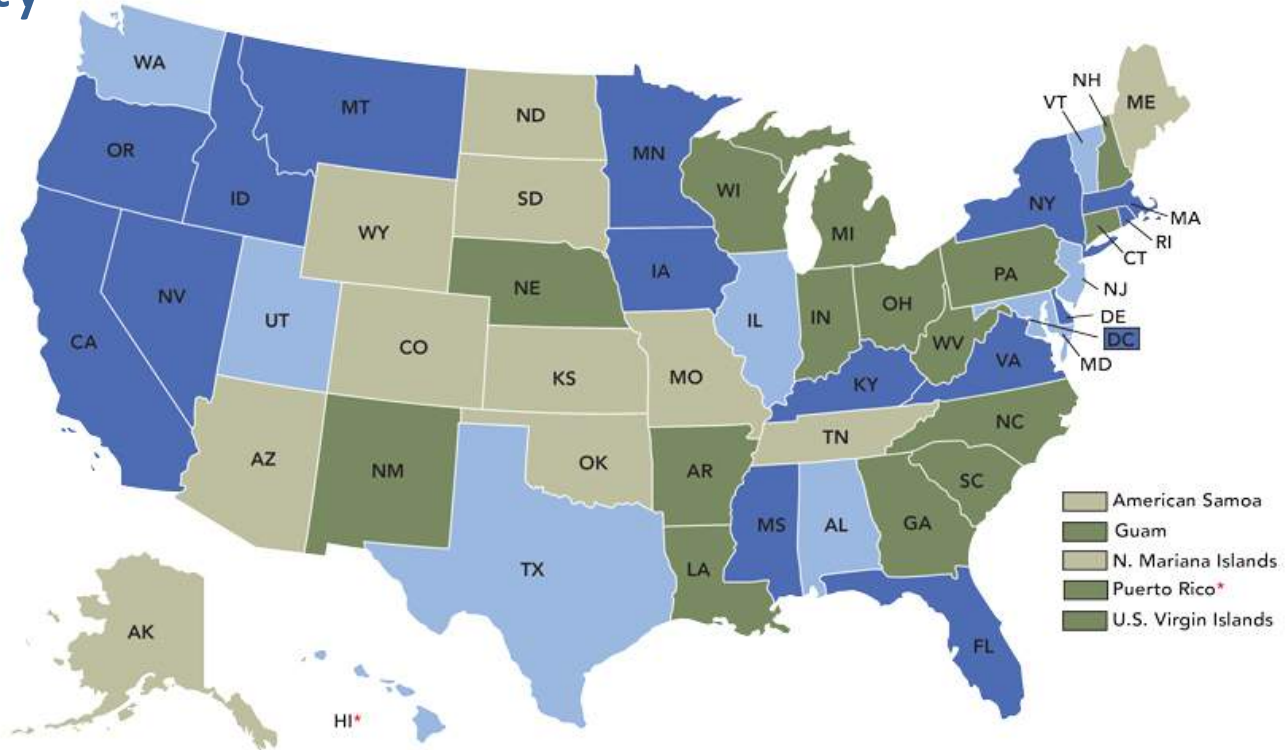 ty
WA
MT
ND
MN
OR
ID
SD
WY
WI
MI
NY
VT
NH
ME
MA
RI
CT
NJ
DE
DC
MD
NV
UT
CA
NE
IA
IL
IN
OH
PA
WV
VA
CO
KS
MO
KY
TN
NC
AZ
NM
OK
AR
SC
MS
AL
GA
TX
LA
FL
AK
HI*
American Samoa
Guam
N. Mariana Islands
Puerto Rico*
U.S. Virgin Islands